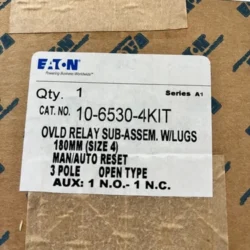 EATON
Powering Business Worldwide
Qty. 1
Series A1
CAT. NO. 10-6530-4KIT
OVLD RELAY SUB-ASSEM. W/LUGS
180MM (SIZE 4)
MAN/AUTO RESET
3 POLE OPEN TYPE
AUX: 1 N.O.- 1 N.C.